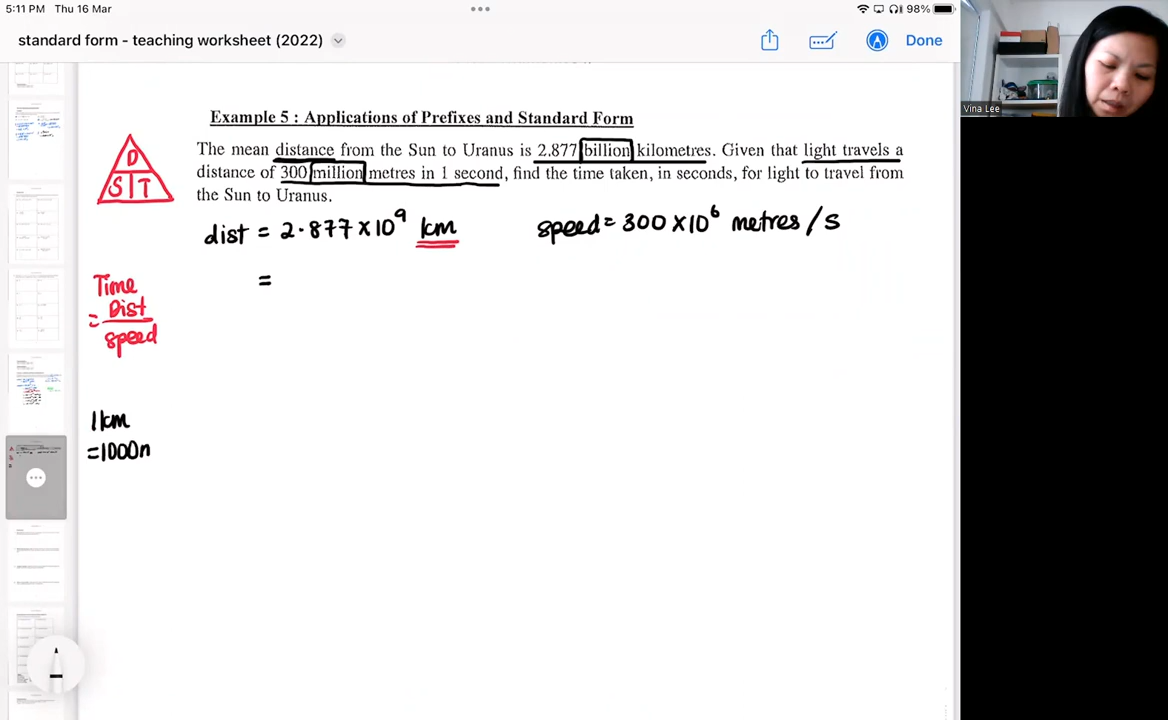 5:11 PM Thu 16 Mar
98%
standard form - teaching worksheet (2022)
Done
Vina Lee
Example 5 : Applications of Prefixes and Standard Form
The mean distance from the Sun to Uranus is 2.877 billion kilometres. Given that light travels a
distance of 300 million metres in 1 second, find the time taken, in seconds, for light to travel from
the Sun to Uranus.
D
S T
dist = 2.877 × 10⁹ km
speed = 300 × 10⁶ metres/s
=
Time
= Dist
speed
1km
=1000n